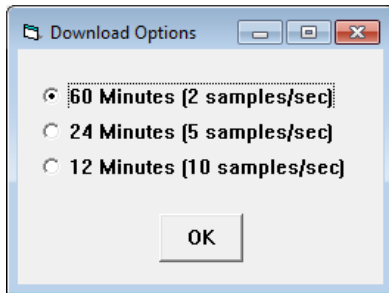 Download Options
60 Minutes (2 samples/sec)
24 Minutes (5 samples/sec)
12 Minutes (10 samples/sec)
OK